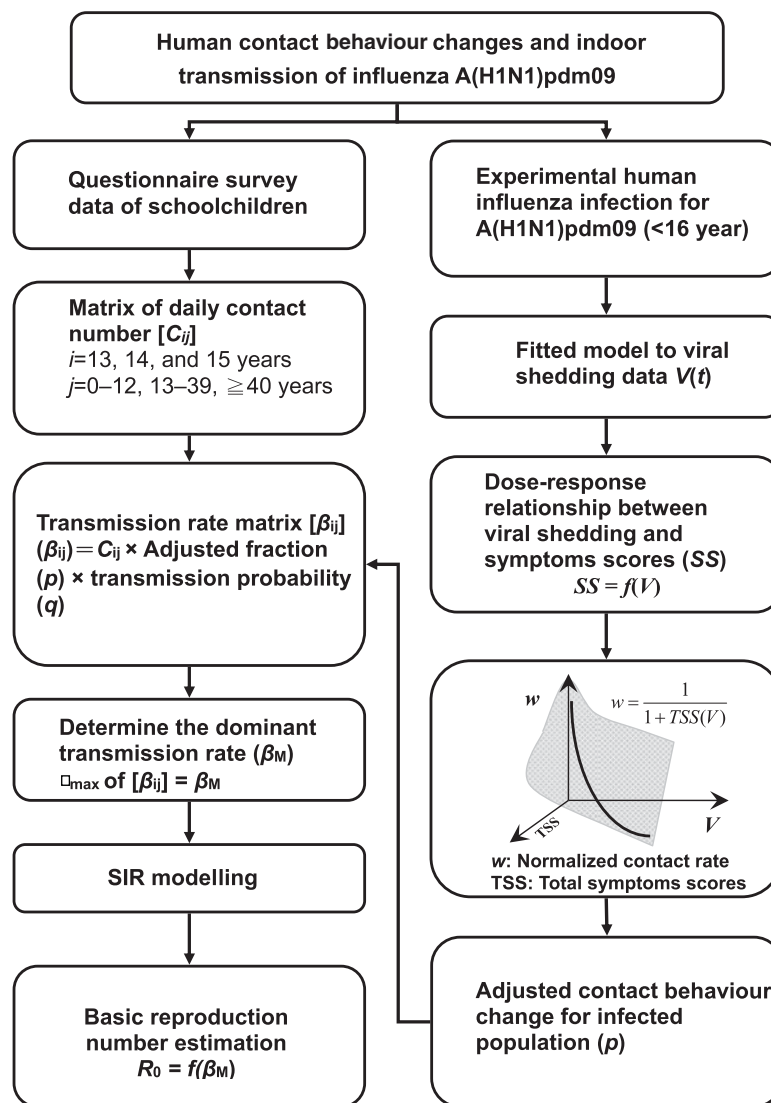 Human contact behaviour changes and indoor
transmission of influenza A(H1N1)pdm09
Questionnaire survey
data of schoolchildren
Matrix of daily contact
number [Cij]
i=13, 14, and 15 years
j=0–12, 13–39, ≧40 years
Transmission rate matrix [βij]
(βij)=Cij × Adjusted fraction
(p) × transmission probability
(q)
Determine the dominant
transmission rate (βM)
□max of [βij] = βM
SIR modelling
Basic reproduction
number estimation
R0 = f(βM)
Experimental human
influenza infection for
A(H1N1)pdm09 (<16 year)
Fitted model to viral
shedding data V(t)
Dose-response
relationship between
viral shedding and
symptoms scores (SS)
SS = f(V)
w
w = 1 / 1+TSS(V)
V
TSS
w: Normalized contact rate
TSS: Total symptoms scores
Adjusted contact behaviour
change for infected
population (p)